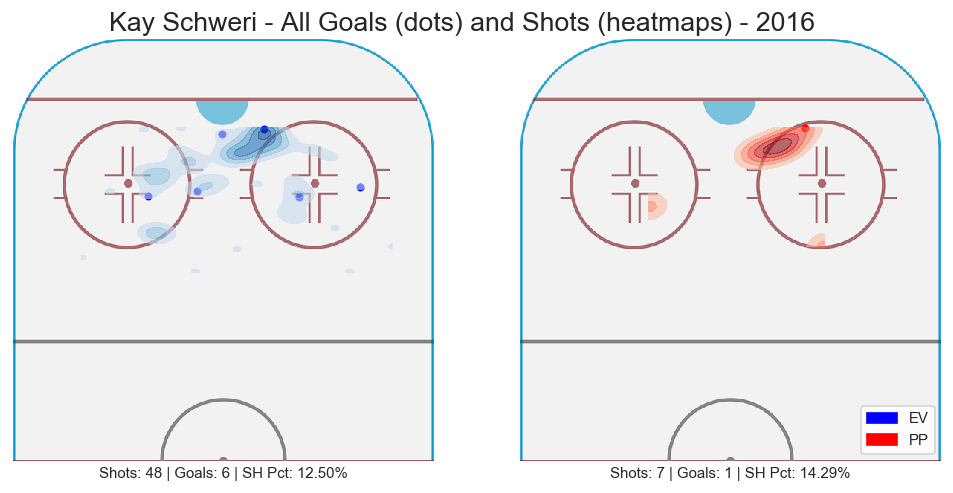 Kay Schweri - All Goals (dots) and Shots (heatmaps) - 2016
EV
PP
Shots: 48 | Goals: 6 | SH Pct: 12.50%
Shots: 7 | Goals: 1 | SH Pct: 14.29%